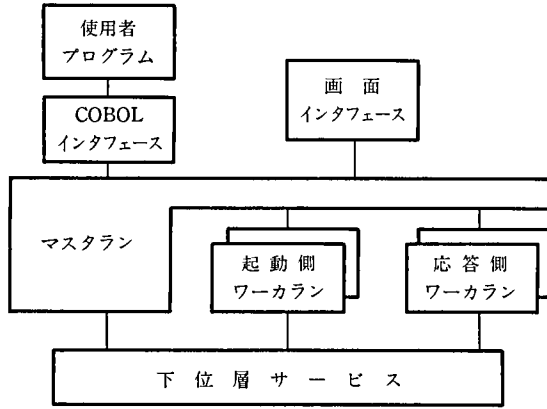 使用者
プログラム
COBOL
インタフェース
画面
インタフェース
マスタラン
起動側
ワーカラン
応答側
ワーカラン
下位層サービス